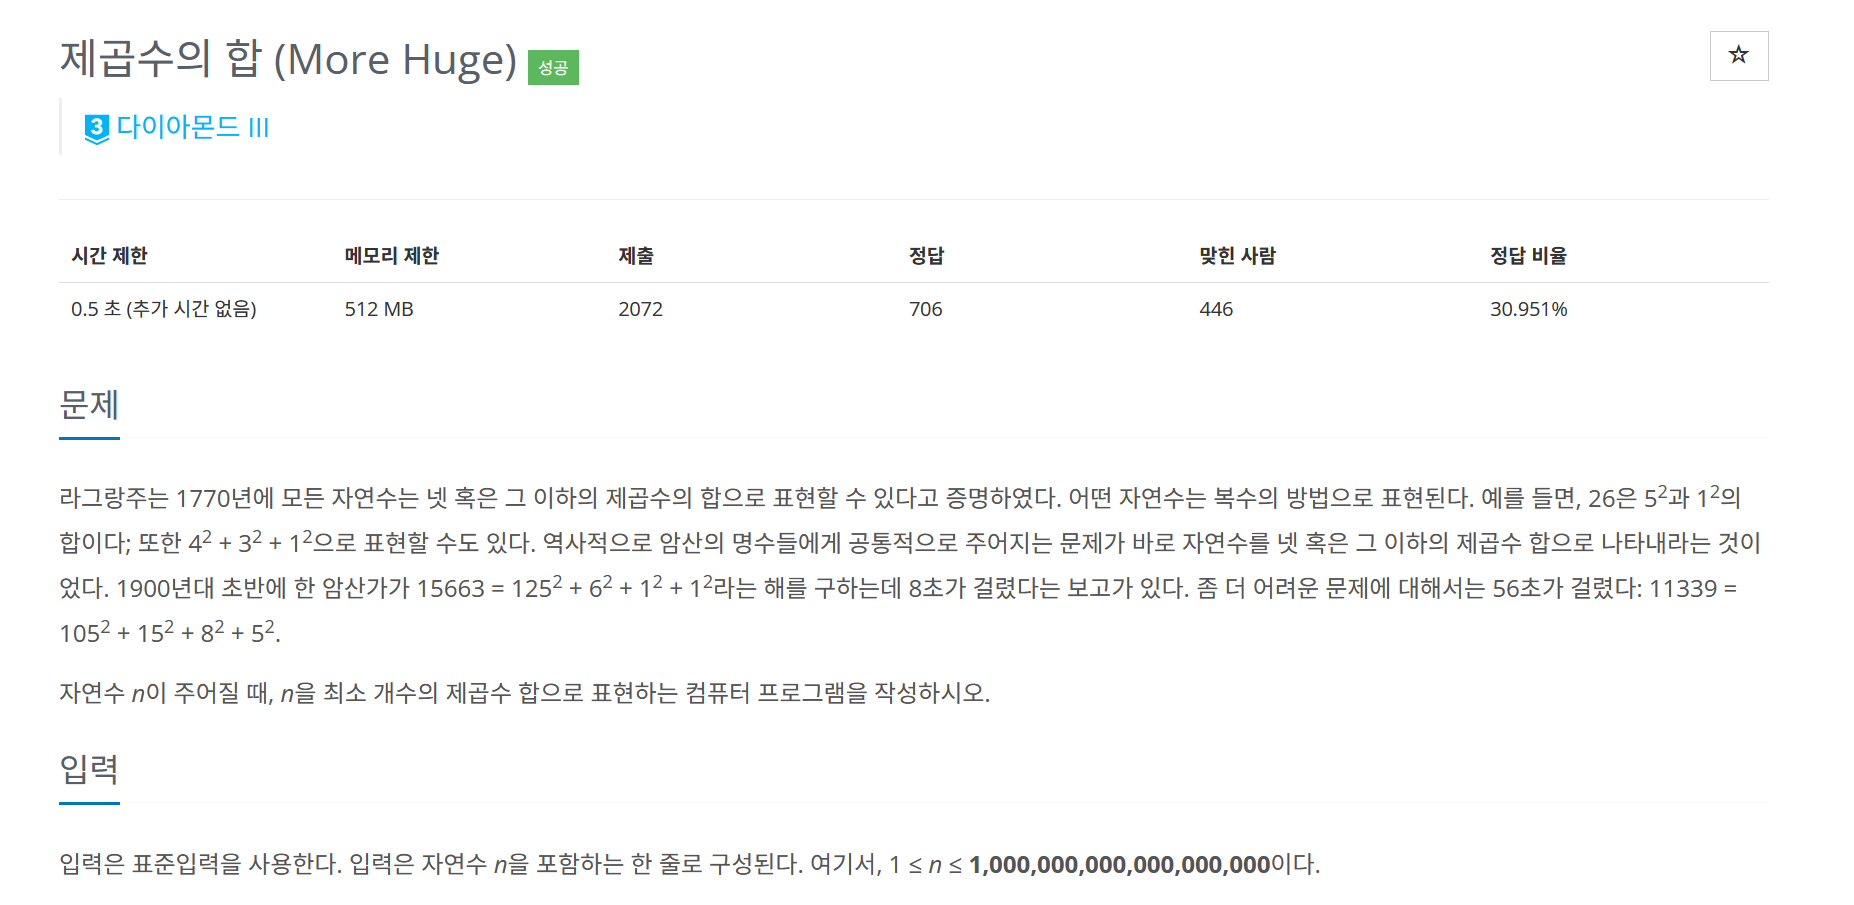 제곱수의 합 (More Huge) 성공
3 다이아몬드 III
시간 제한 메모리 제한 제출 정답 맞힌 사람 정답 비율
0.5 초 (추가 시간 없음) 512 MB 2072 706 446 30.951%
문제
라그랑주는 1770년에 모든 자연수는 넷 혹은 그 이하의 제곱수의 합으로 표현할 수 있다고 증명하였다. 어떤 자연수는 복수의 방법으로 표현된다. 예를 들면, 26은 5²과 1²의
합이다; 또한 4² + 3² + 1²으로 표현할 수도 있다. 역사적으로 암산의 명수들에게 공통적으로 주어지는 문제가 바로 자연수를 넷 혹은 그 이하의 제곱수 합으로 나타내라는 것이
었다. 1900년대 초반에 한 암산가가 15663 = 125² + 6² + 1² + 1²라는 해를 구하는데 8초가 걸렸다는 보고가 있다. 좀 더 어려운 문제에 대해서는 56초가 걸렸다: 11339 =
105² + 15² + 8² + 5².
자연수 n이 주어질 때, n을 최소 개수의 제곱수 합으로 표현하는 컴퓨터 프로그램을 작성하시오.
입력
입력은 표준입력을 사용한다. 입력은 자연수 n을 포함하는 한 줄로 구성된다. 여기서, 1 ≤ n ≤ 1,000,000,000,000,000,000이다.